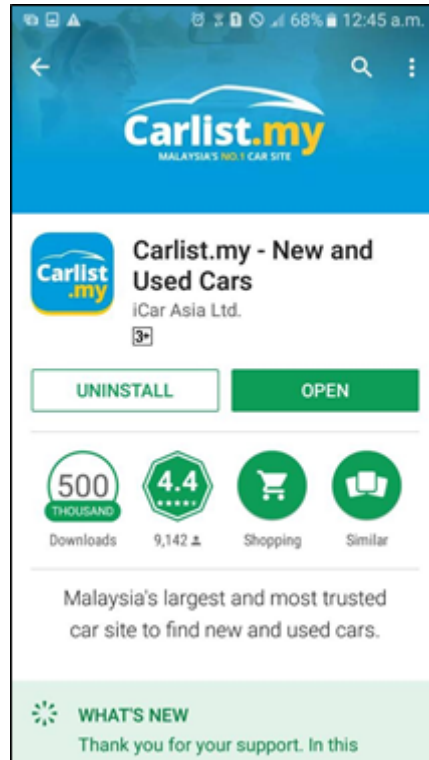 68% 12:45 a.m.
Carlist.my
MALAYSIA'S NO.1 CAR SITE
Carlist
.my
Carlist.my - New and
Used Cars
iCar Asia Ltd.
3+
UNINSTALL
OPEN
500
THOUSAND
Downloads
4.4
9,142
Shopping
Similar
Malaysia's largest and most trusted
car site to find new and used cars.
WHAT'S NEW
Thank you for your support. In this